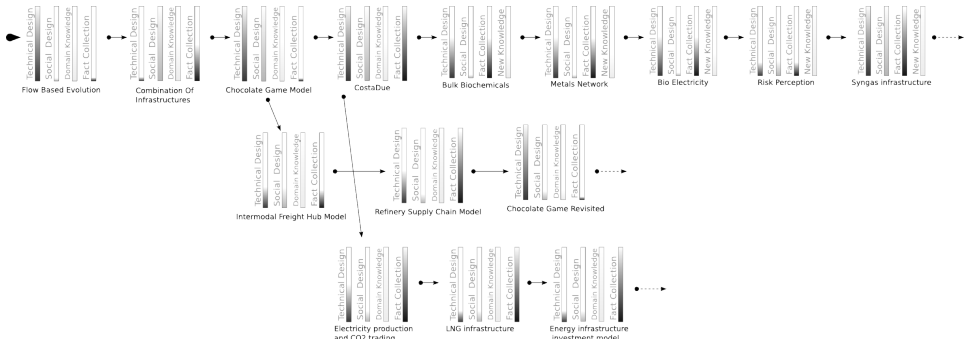 Technical Design
Social Design
Domain Knowledge
Fact Collection
Flow Based Evolution
Technical Design
Social Design
Domain Knowledge
Fact Collection
Combination Of
Infrastructures
Technical Design
Social Design
Domain Knowledge
Fact Collection
Chocolate Game Model
Technical Design
Social Design
Domain Knowledge
Fact Collection
CostaDue
Technical Design
Social Design
Fact Collection
New Knowledge
Bulk Biochemicals
Technical Design
Social Design
Fact Collection
New Knowledge
Metals Network
Technical Design
Social Design
Fact Collection
New Knowledge
Bio Electricity
Technical Design
Social Design
Fact Collection
New Knowledge
Risk Perception
Technical Design
Social Design
Fact Collection
New Knowledge
Syngas infrastructure
Technical Design
Social Design
Domain Knowledge
Fact Collection
Intermodal Freight Hub Model
Technical Design
Social Design
Domain Knowledge
Fact Collection
Refinery Supply Chain Model
Technical Design
Social Design
Domain Knowledge
Fact Collection
Chocolate Game Revisited
Technical Design
Social Design
Domain Knowledge
Fact Collection
Electricity production
and CO2 trading
Technical Design
Social Design
Domain Knowledge
Fact Collection
LNG infrastructure
Technical Design
Social Design
Domain Knowledge
Fact Collection
Energy infrastructure
investment model